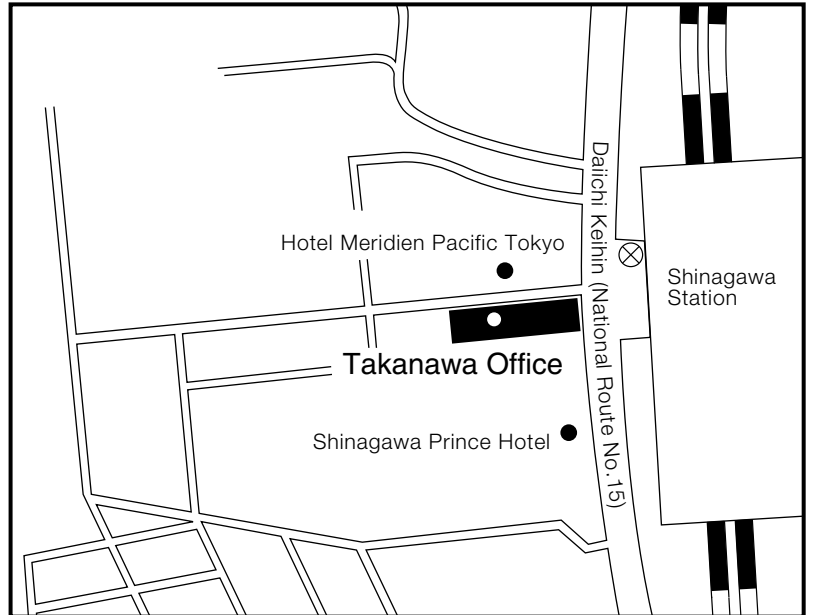 Daiichi Keihin (National Route No.15)
Hotel Meridien Pacific Tokyo
Shinagawa
Station
Takanawa Office
Shinagawa Prince Hotel